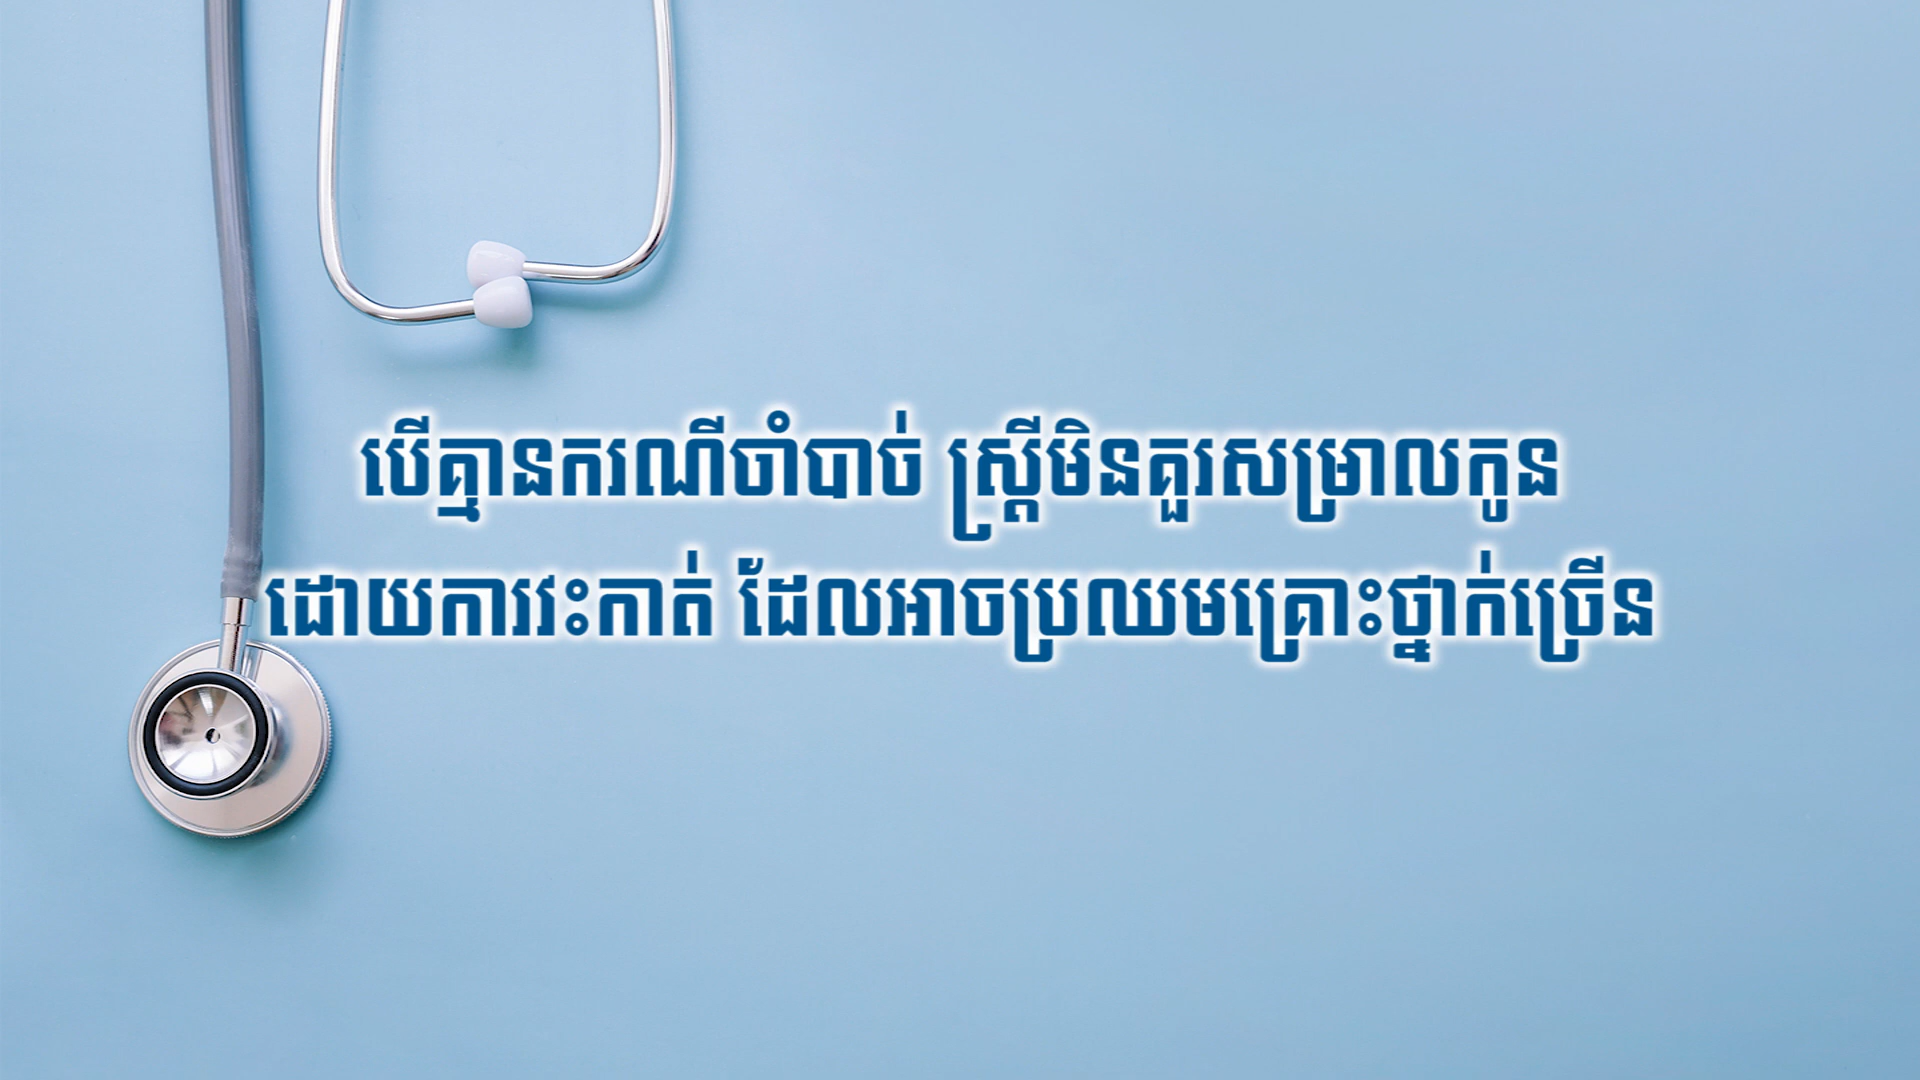 បើគ្មានករណីចាំបាច់ ស្ត្រីមិនគួរសម្រាលកូន
ដោយការវះកាត់ ដែលអាចប្រឈមគ្រោះថ្នាក់ច្រើន